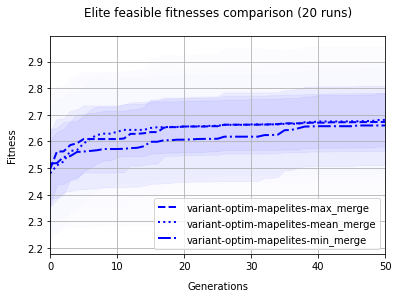 Elite feasible fitnesses comparison (20 runs)
2.9
2.8
2.7
2.6
2.5
2.4
2.3
2.2
Fitness
variant-optim-mapelites-max_merge
variant-optim-mapelites-mean_merge
variant-optim-mapelites-min_merge
0
10
20
30
40
50
Generations